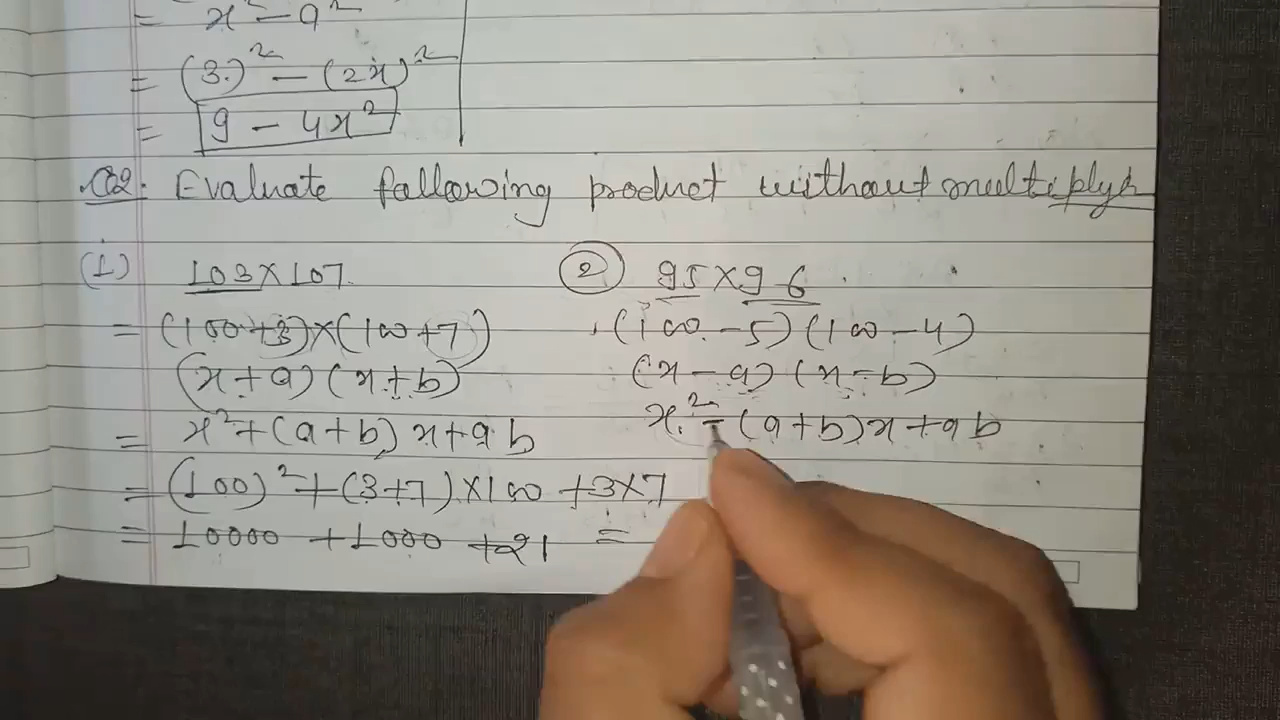 = x² - a²
= (3)² - (2x)²
= 9 - 4x²
Q2. Evaluate following product without multiply
(1) 103×107.
= (100+3)×(100+7)
(x+a)(x+b)
= x²+(a+b)x+ab
= (100)²+(3+7)×100+3×7
= 10000 +1000 +21 =
② 95×96.
(100-5)(100-4)
(x-a)(x-b)
x²-(a+b)x+ab